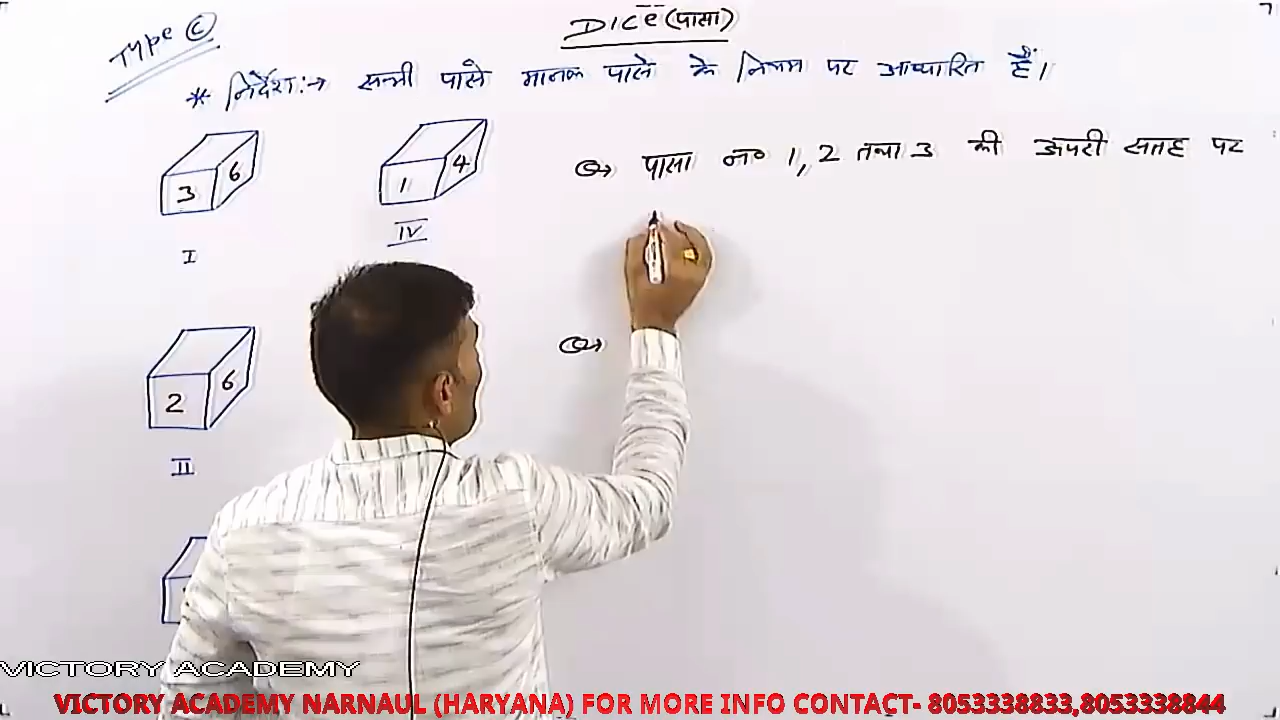 Type C
DICe (पासा)
* निर्देश:→ सभी पासे मानक पासे के नियम पर आधारित हैं।
3 6
I
1 4
IV
Q→ पासा न० 1, 2 तथा 3 की ऊपरी सतह पर
Q→
2 6
II
VICTORY ACADEMY
VICTORY ACADEMY NARNAUL (HARYANA) FOR MORE INFO CONTACT- 8053338833,8053338844